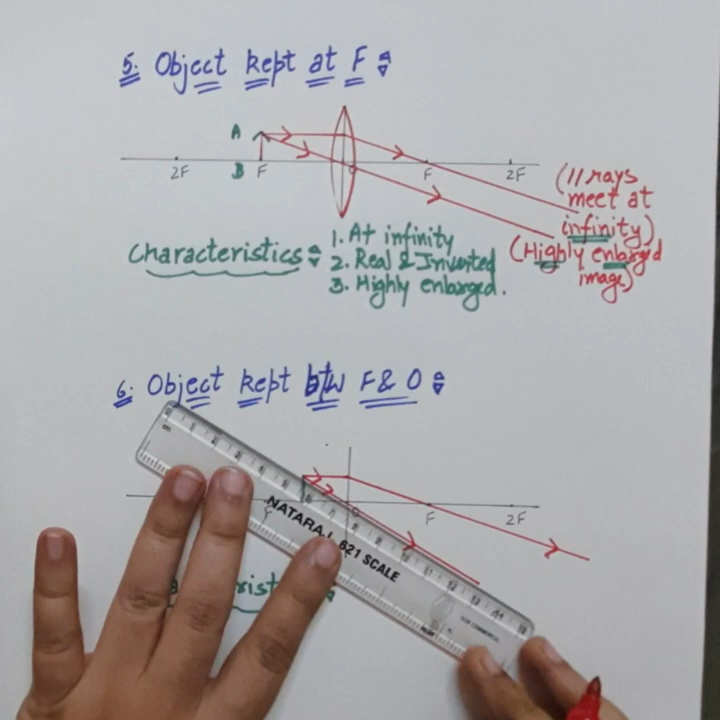 5. Object kept at F :
A
2F B F O F 2F
(11 rays
meet at
infinity)
(Highly enlarged
image)
Characteristics : 1. At infinity
2. Real & Inverted
3. Highly enlarged.
6. Object kept btw F & O :
F O F 2F
NATARAJ 621 SCALE